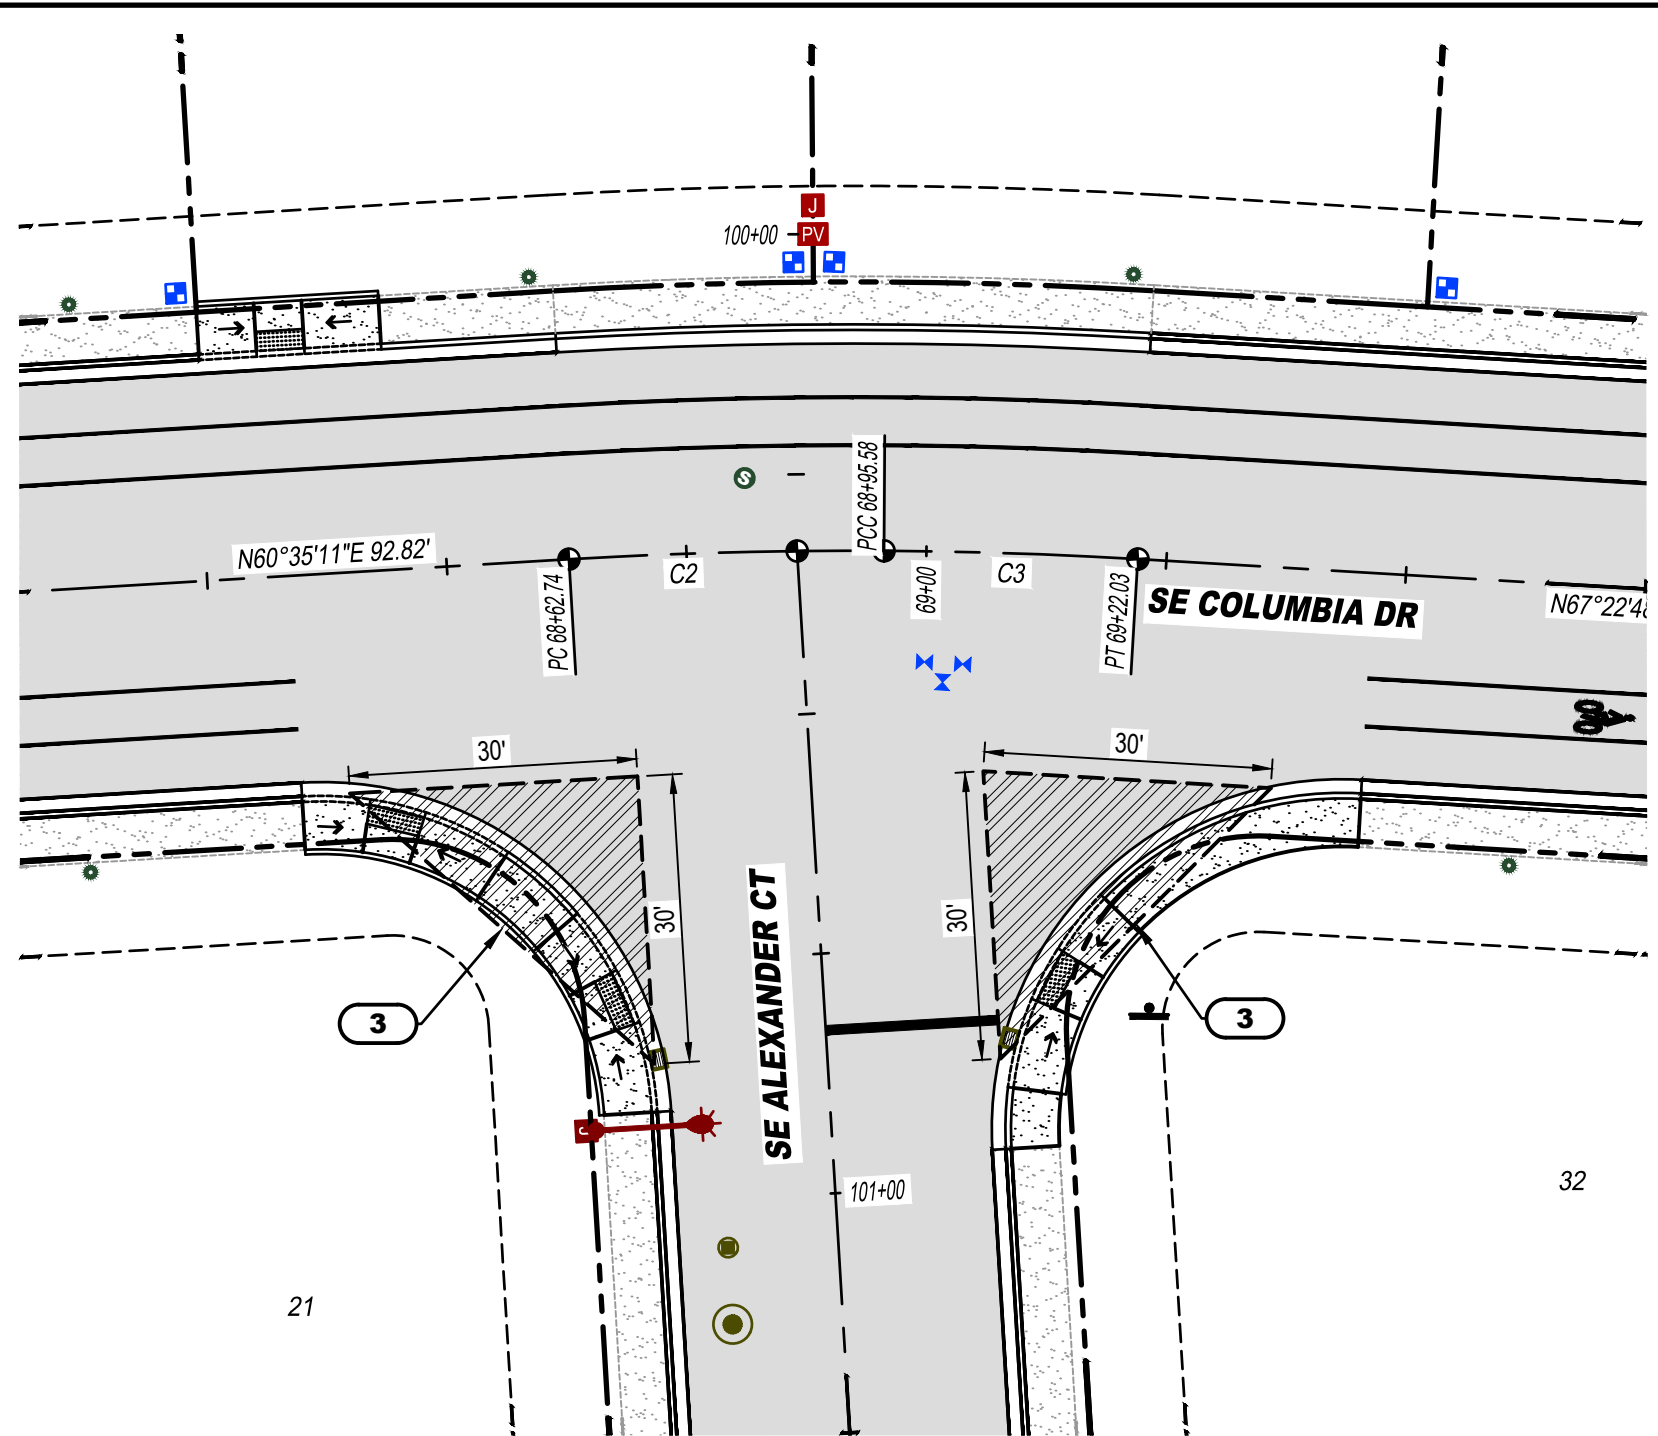 J
100+00
PV
S
PCC 68+95.58
N60°35'11"E 92.82'
C2
69+00
C3
PC 68+62.74
PT 69+22.03
SE COLUMBIA DR
N67°22'48
30'
30'
30'
30'
SE ALEXANDER CT
3
3
J
101+00
32
21